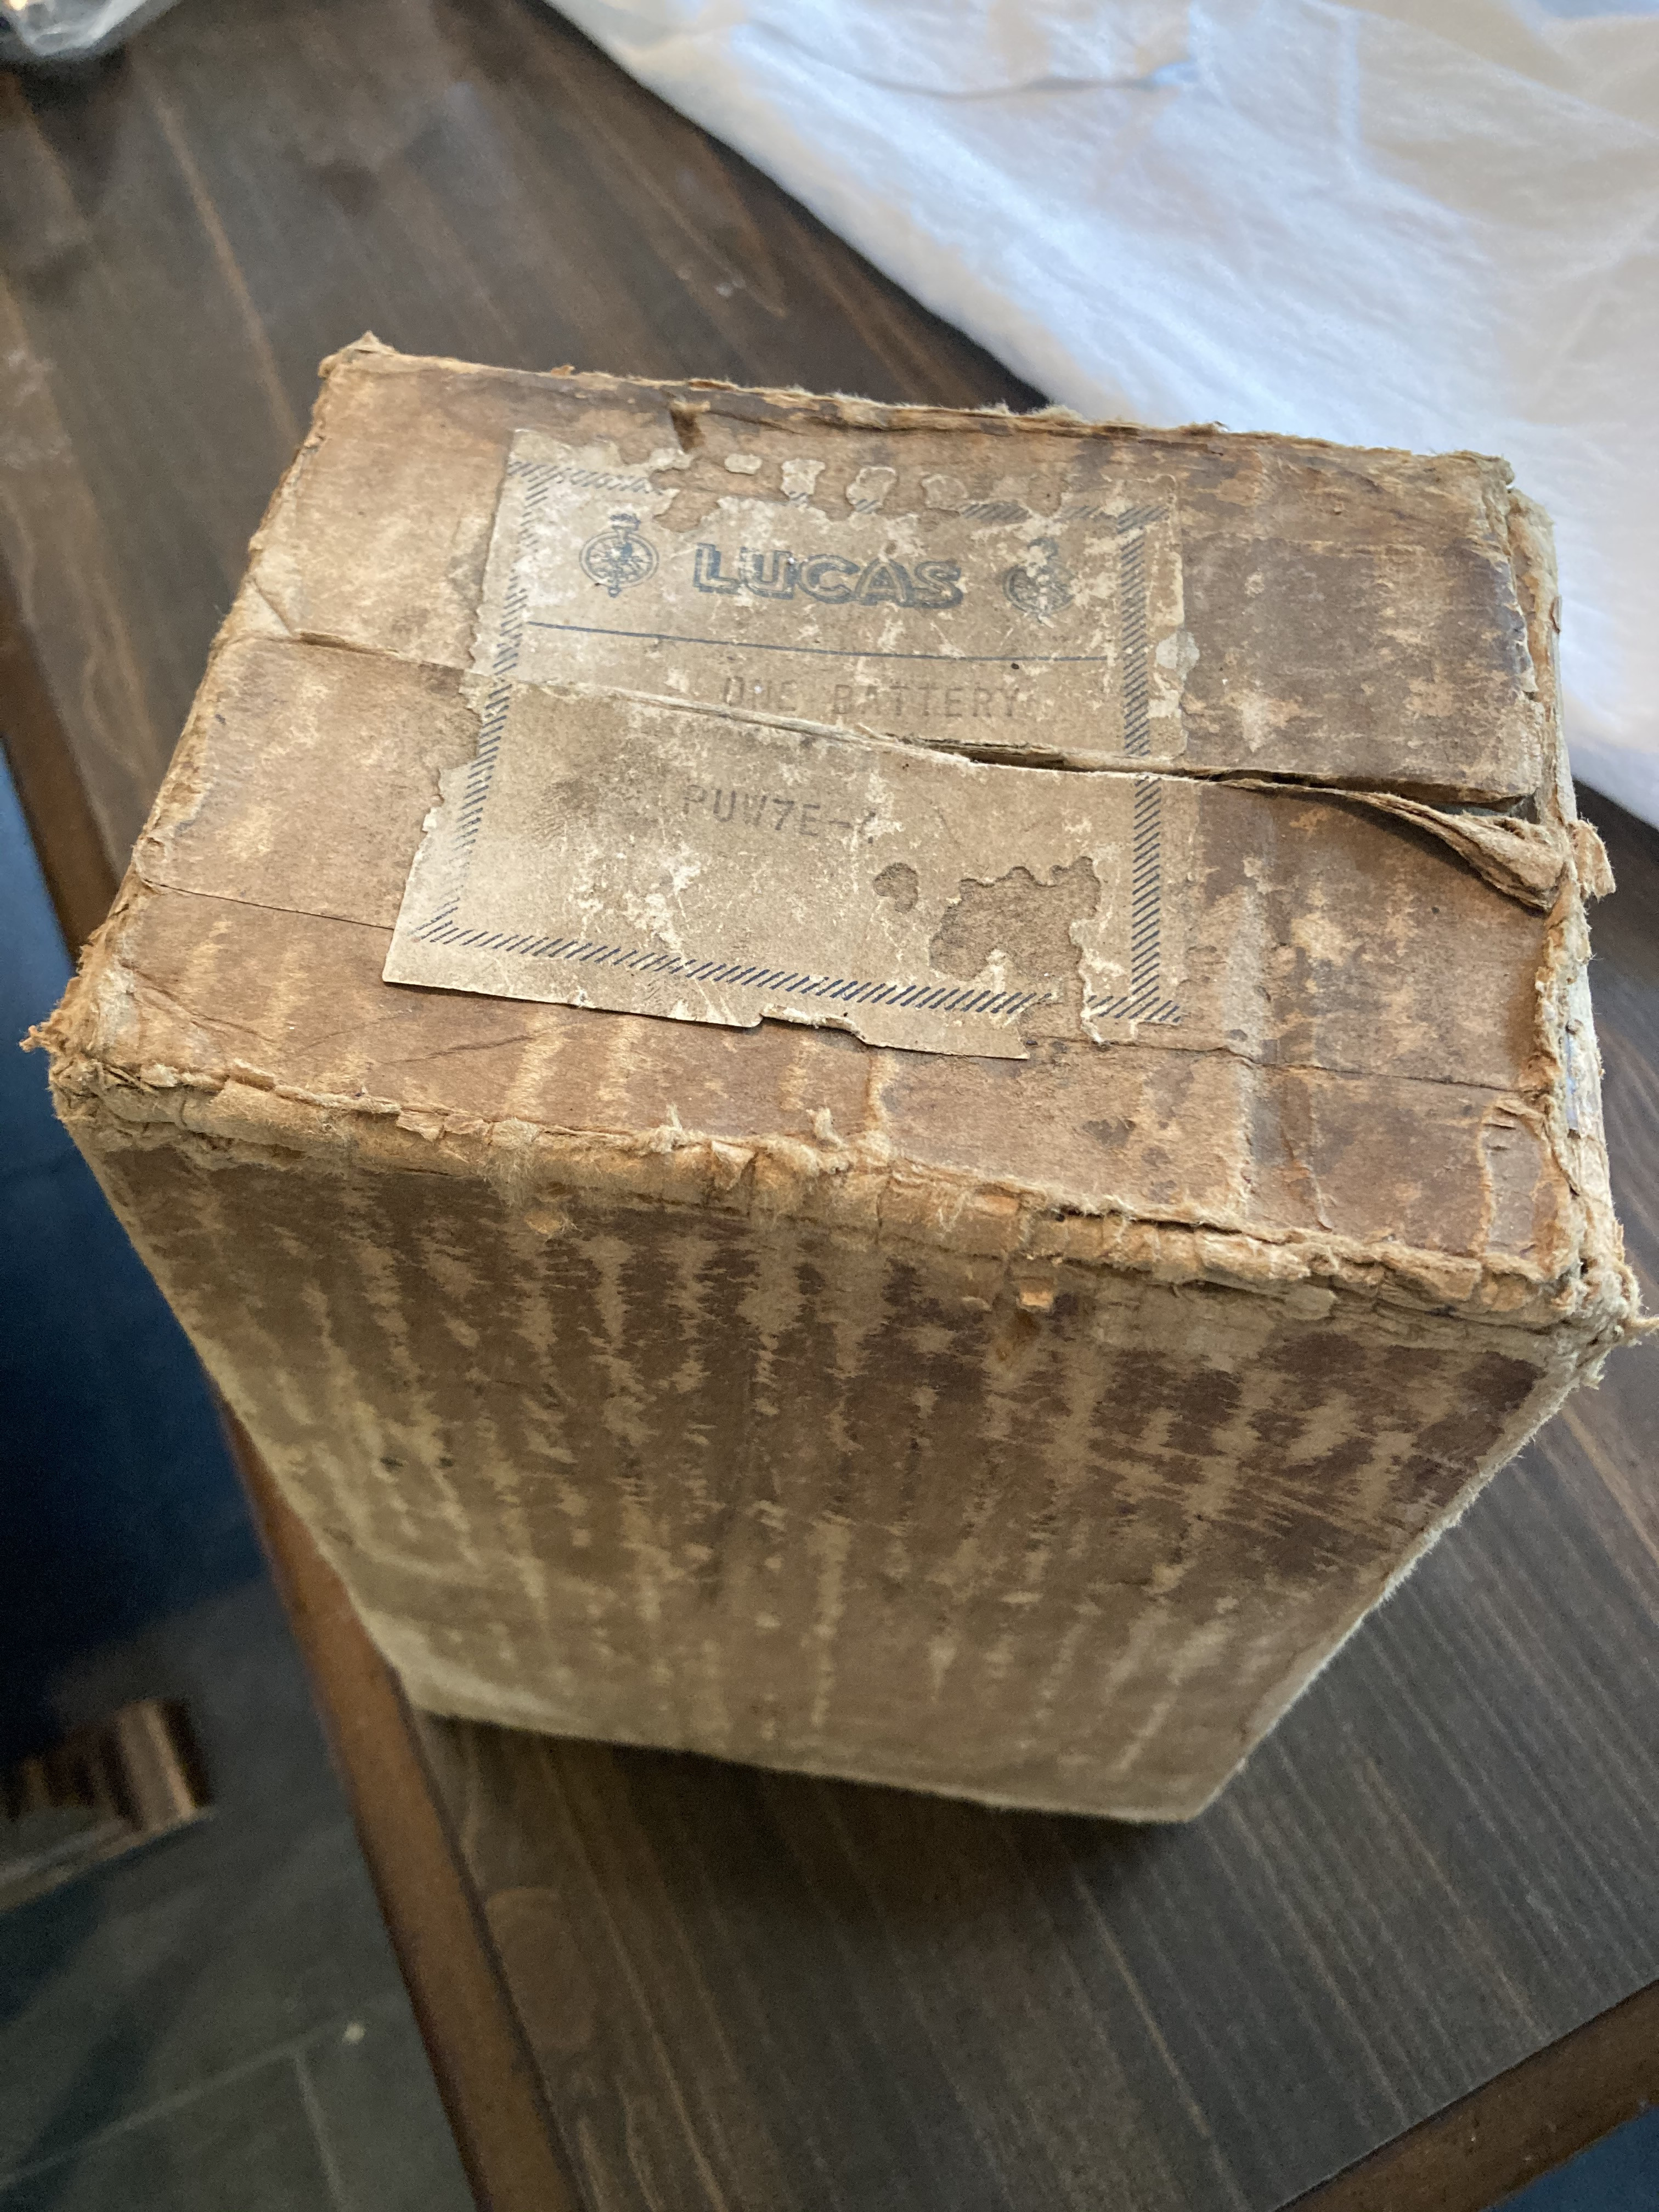 LUCAS
ONE BATTERY
PUW7E-